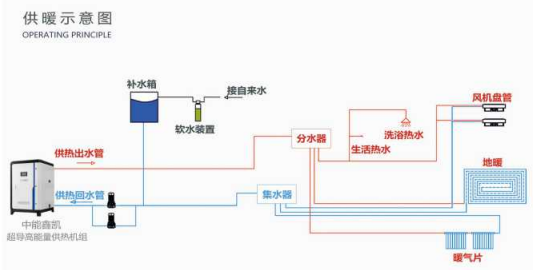 供暖示意图
OPERATING PRINCIPLE
补水箱
接自来水
软水装置
风机盘管
分水器
洗浴热水
生活热水
供热出水管
地暖
供热回水管
集水器
中能鑫凯
超导高能量供热机组
暖气片